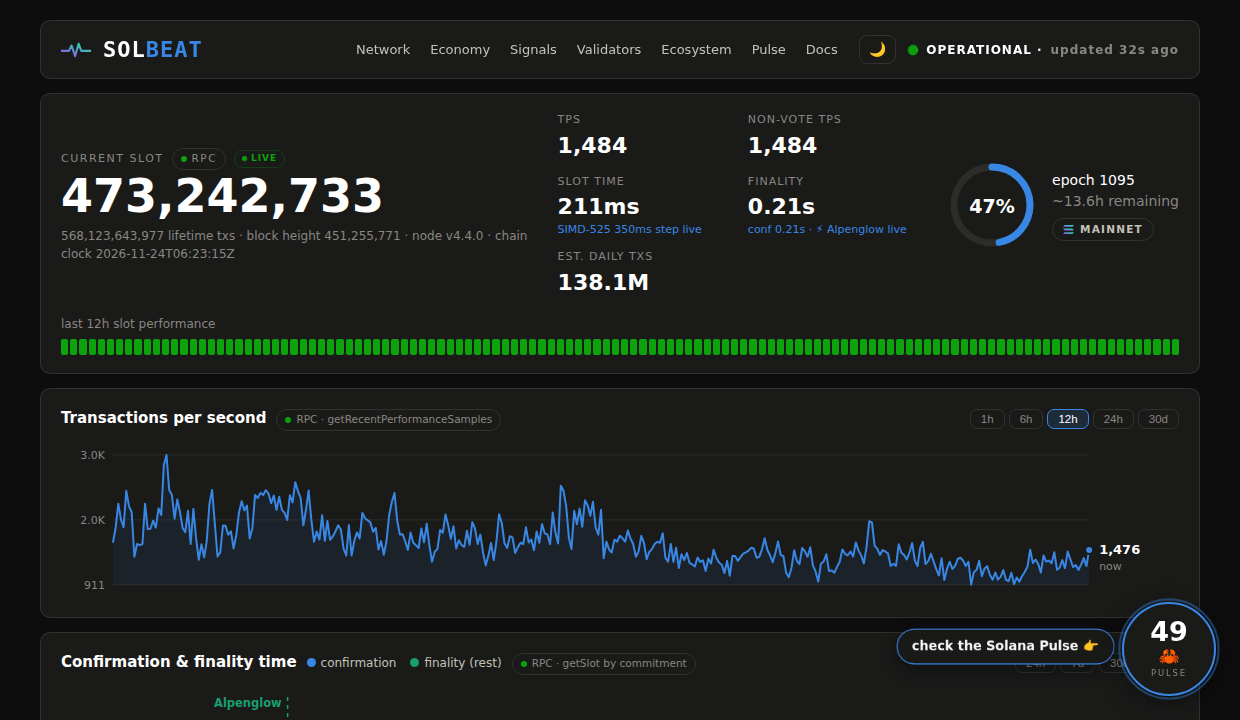 SOLBEAT
Network Economy Signals Validators Ecosystem Pulse Docs
OPERATIONAL · updated 32s ago
CURRENT SLOT RPC LIVE
473,242,733
568,123,643,977 lifetime txs · block height 451,255,771 · node v4.4.0 · chain
clock 2026-11-24T06:23:15Z
TPS
1,484
NON-VOTE TPS
1,484
SLOT TIME
211ms
SIMD-525 350ms step live
FINALITY
0.21s
conf 0.21s · ⚡ Alpenglow live
EST. DAILY TXS
138.1M
47%
epoch 1095
~13.6h remaining
MAINNET
last 12h slot performance
Transactions per second RPC · getRecentPerformanceSamples
1h 6h 12h 24h 30d
3.0K
2.0K
911
1,476
now
Confirmation & finality time confirmation finality (rest) RPC · getSlot by commitment
Alpenglow
check the Solana Pulse 👉
49
PULSE